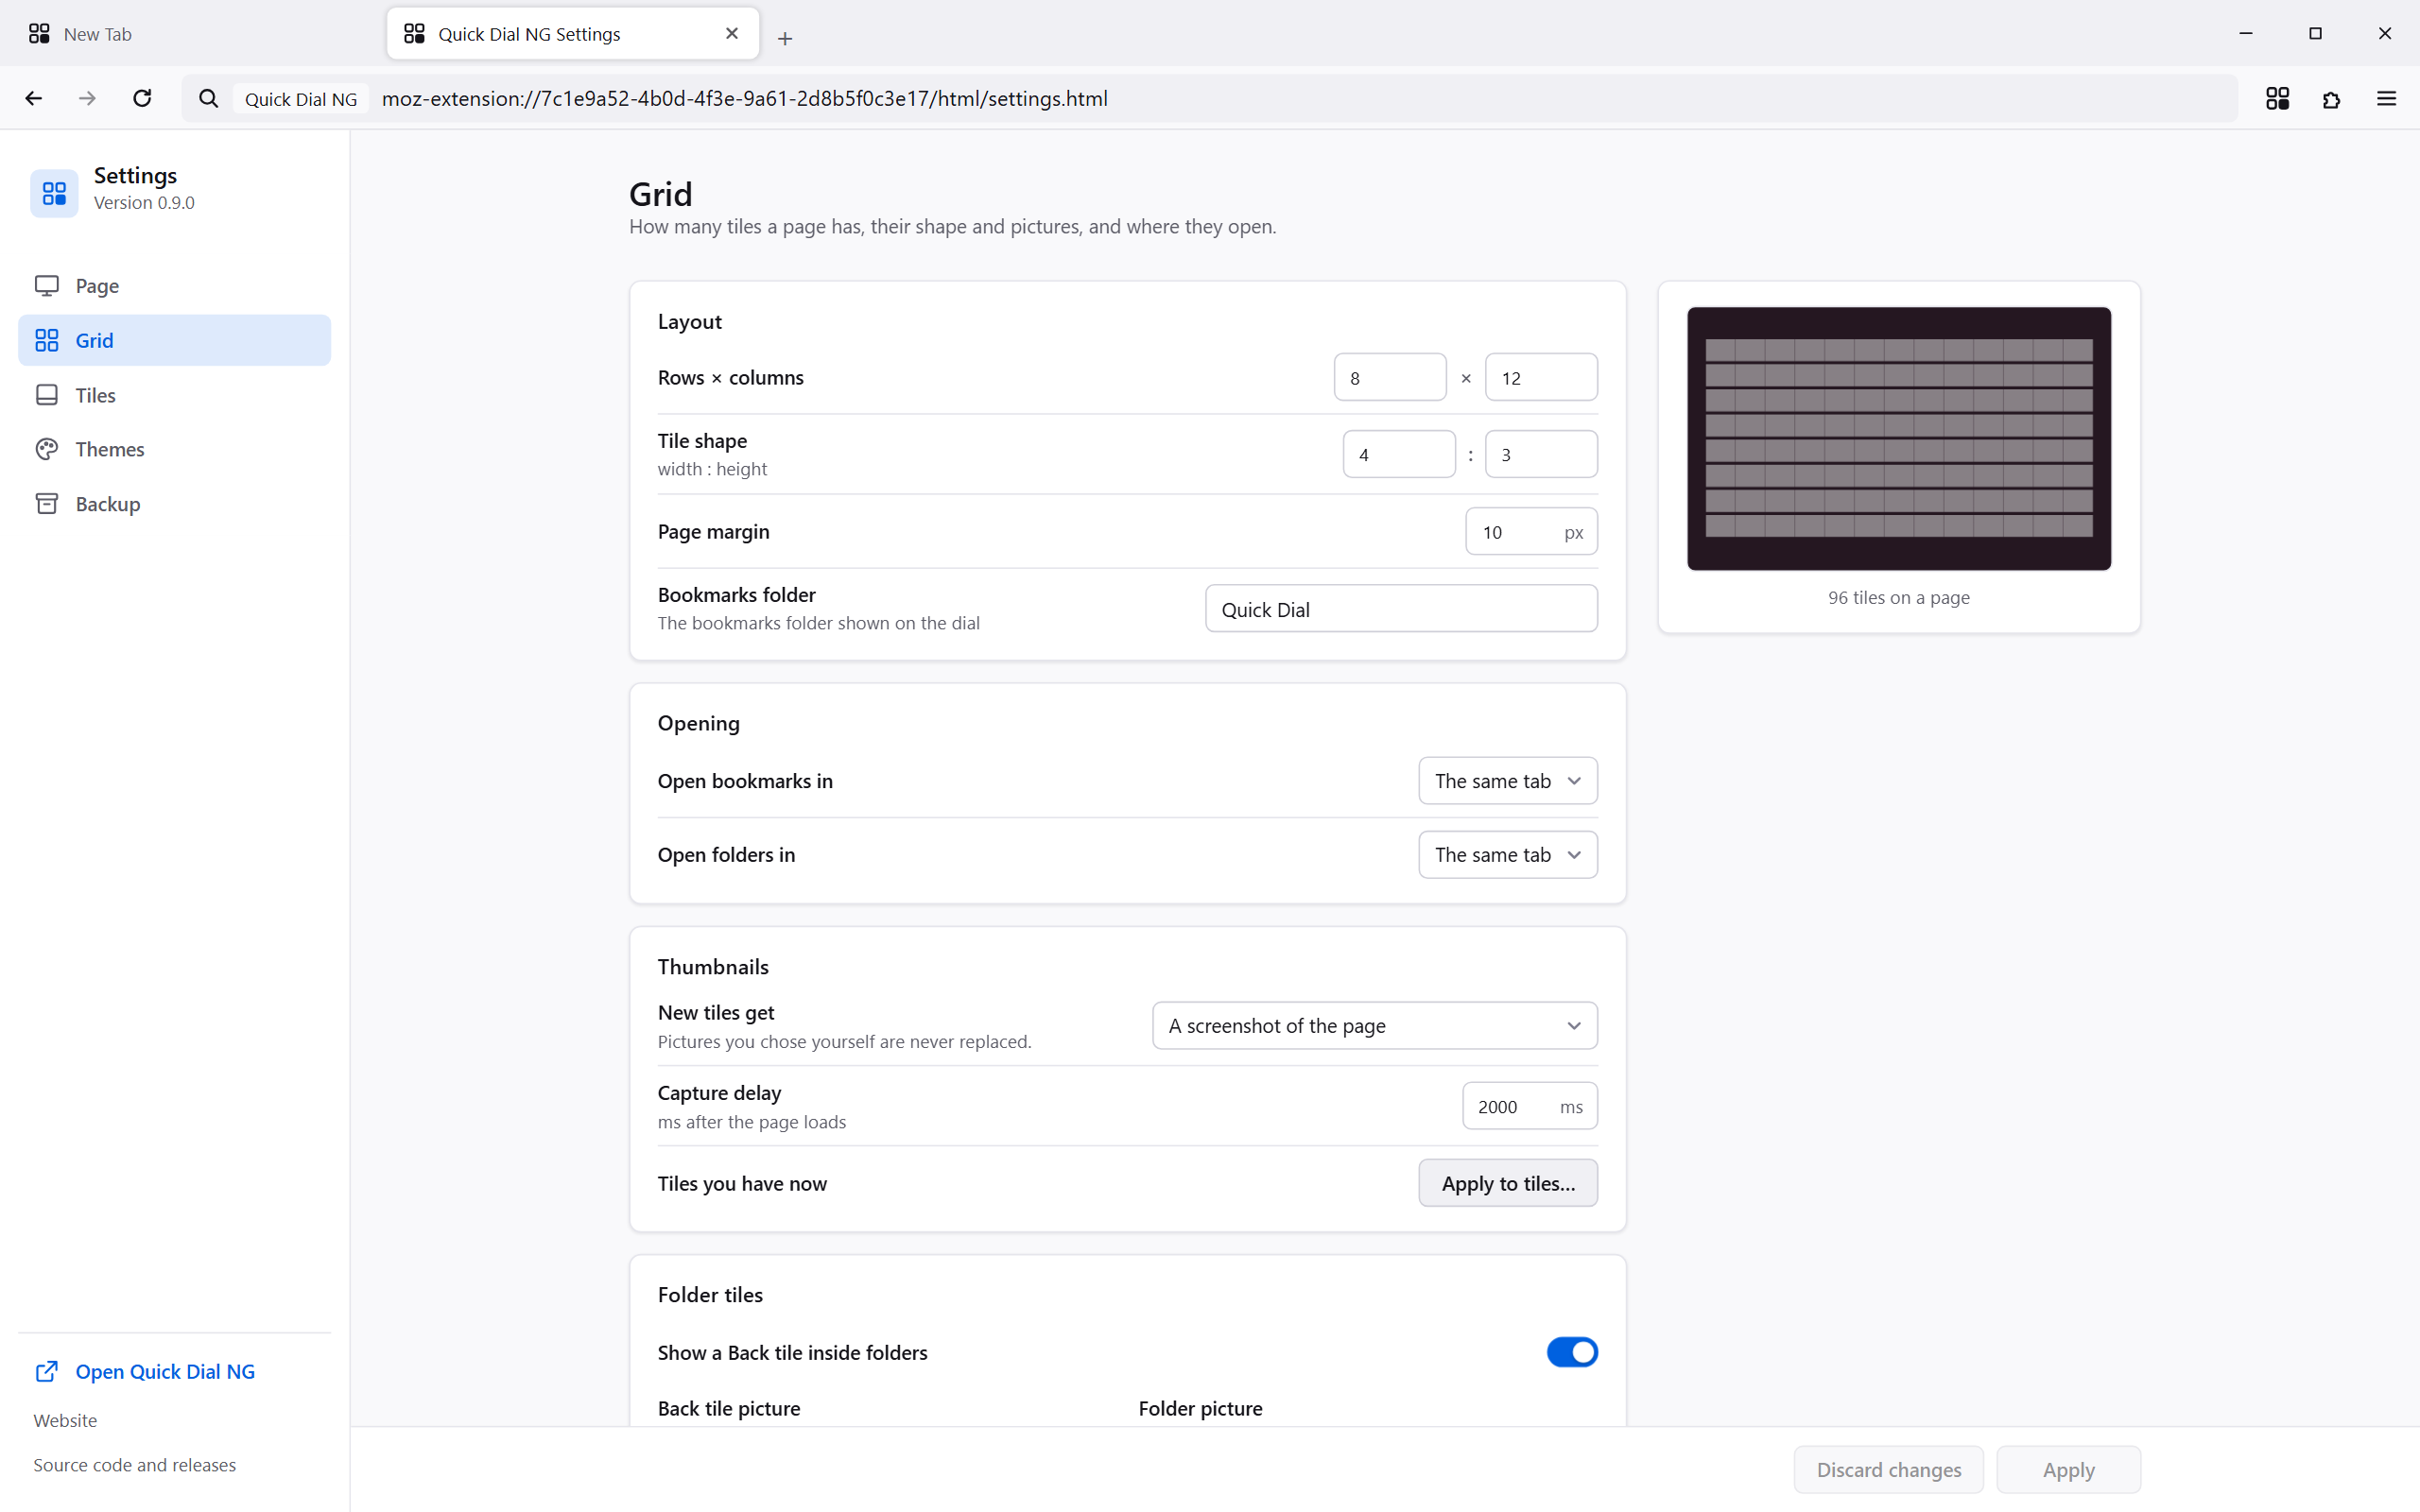 New Tab
Quick Dial NG Settings
Quick Dial NG
moz-extension://7c1e9a52-4b0d-4f3e-9a61-2d8b5f0c3e17/html/settings.html
Settings
Version 0.9.0
Page
Grid
Tiles
Themes
Backup
Open Quick Dial NG
Website
Source code and releases
Grid
How many tiles a page has, their shape and pictures, and where they open.
Layout
Rows × columns
8 × 12
Tile shape
width : height
4 : 3
Page margin
10 px
Bookmarks folder
The bookmarks folder shown on the dial
Quick Dial
96 tiles on a page
Opening
Open bookmarks in
The same tab
Open folders in
The same tab
Thumbnails
New tiles get
Pictures you chose yourself are never replaced.
A screenshot of the page
Capture delay
ms after the page loads
2000 ms
Tiles you have now
Apply to tiles...
Folder tiles
Show a Back tile inside folders
Back tile picture
Folder picture
Discard changes
Apply